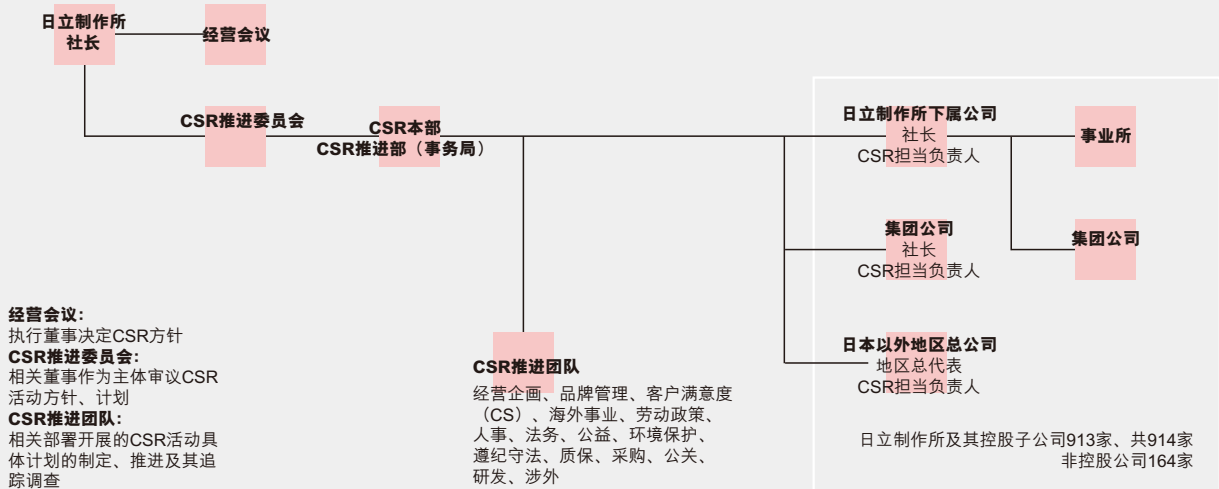 日立制作所
社长
经营会议
CSR推进委员会
CSR本部
CSR推进部（事务局）
日立制作所下属公司
社长
CSR担当负责人
事业所
集团公司
社长
CSR担当负责人
集团公司
日本以外地区总公司
地区总代表
CSR担当负责人
经营会议：
执行董事决定CSR方针
CSR推进委员会：
相关董事作为主体审议CSR
活动方针、计划
CSR推进团队：
相关部署开展的CSR活动具
体计划的制定、推进及其追
踪调查
CSR推进团队
经营企画、品牌管理、客户满意度
（CS）、海外事业、劳动政策、
人事、法务、公益、环境保护、
遵纪守法、质保、采购、公关、
研发、涉外
日立制作所及其控股子公司913家、共914家
非控股公司164家